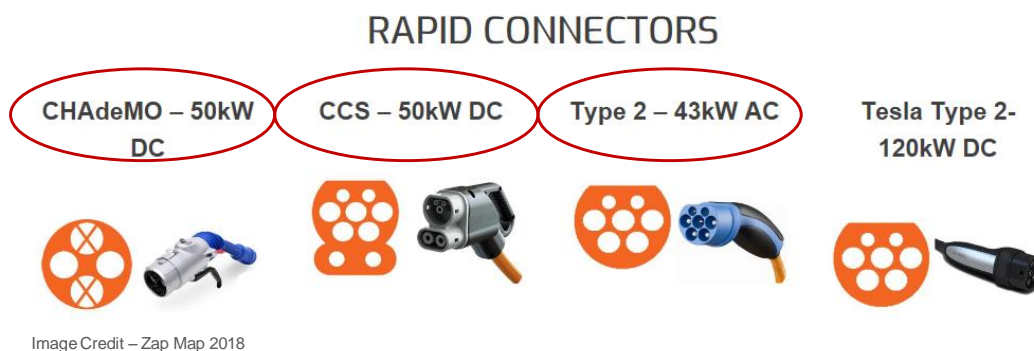 RAPID CONNECTORS
CHAdeMO – 50kW
DC
CCS – 50kW DC
Type 2 – 43kW AC
Tesla Type 2-
120kW DC
Image Credit – Zap Map 2018